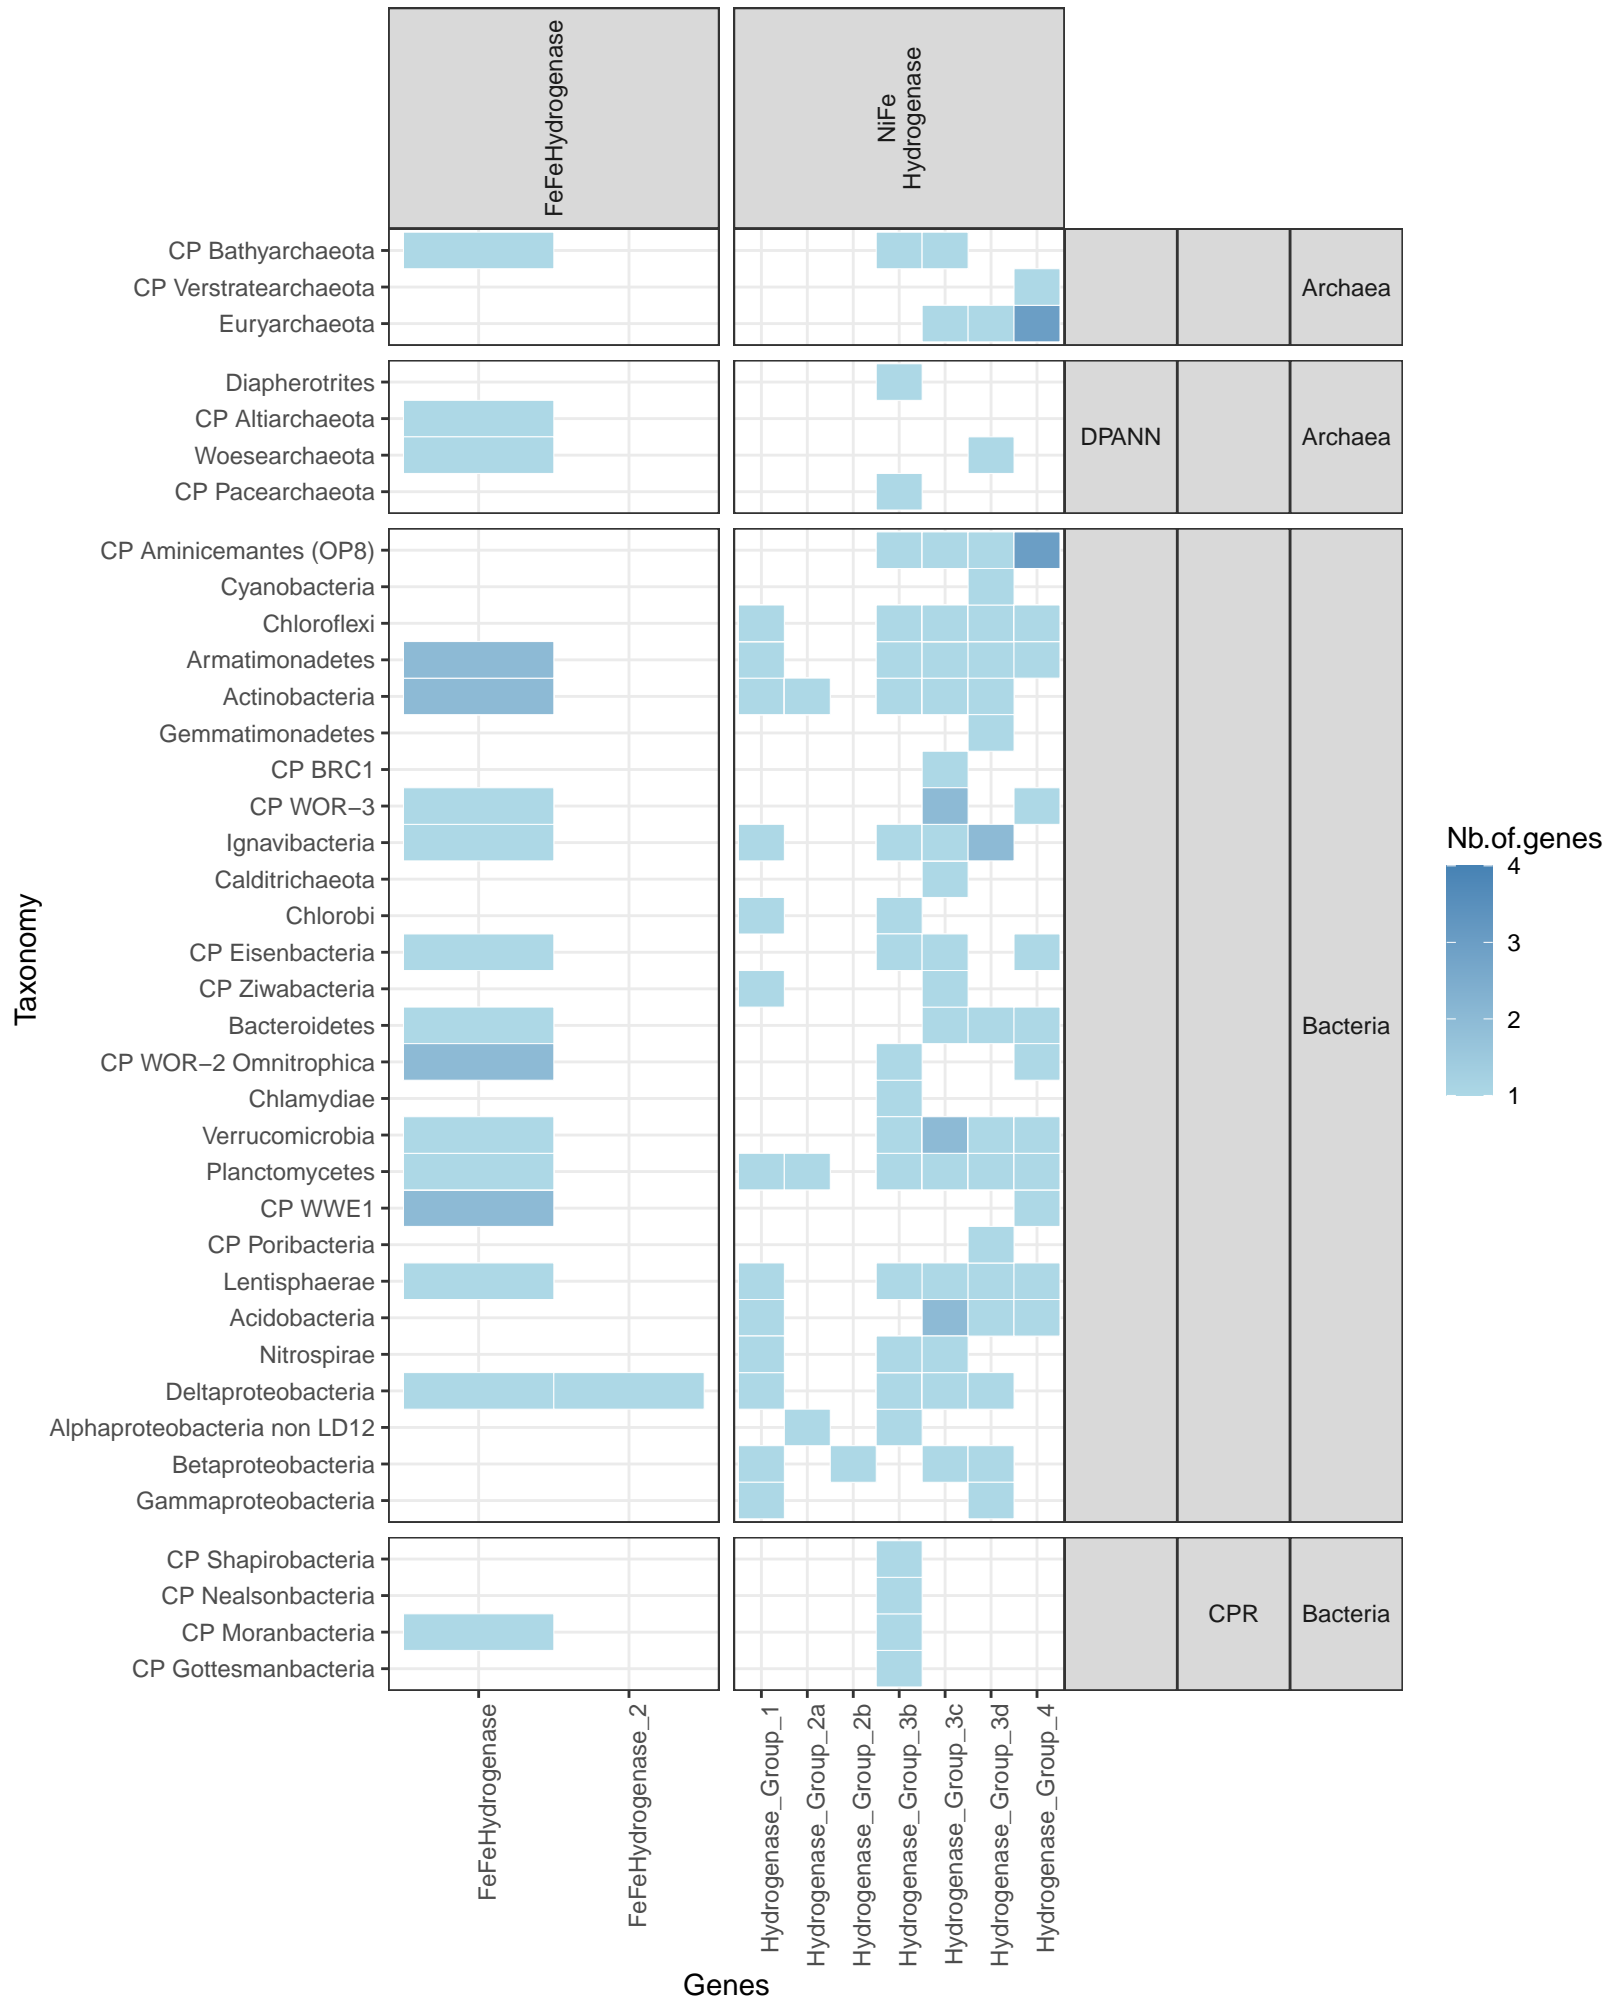 FeFeHydrogenase
NiFe
Hydrogenase
CP Bathyarchaeota
CP Verstratearchaeota
Euryarchaeota
Archaea
Diapherotrites
CP Altiarchaeota
Woesearchaeota
CP Pacearchaeota
DPANN
Archaea
CP Aminicemantes (OP8)
Cyanobacteria
Chloroflexi
Armatimonadetes
Actinobacteria
Gemmatimonadetes
CP BRC1
CP WOR−3
Ignavibacteria
Calditrichaeota
Chlorobi
CP Eisenbacteria
CP Ziwabacteria
Bacteroidetes
CP WOR−2 Omnitrophica
Chlamydiae
Verrucomicrobia
Planctomycetes
CP WWE1
CP Poribacteria
Lentisphaerae
Acidobacteria
Nitrospirae
Deltaproteobacteria
Alphaproteobacteria non LD12
Betaproteobacteria
Gammaproteobacteria
Bacteria
CP Shapirobacteria
CP Nealsonbacteria
CP Moranbacteria
CP Gottesmanbacteria
CPR
Bacteria
FeFeHydrogenase
FeFeHydrogenase_2
Hydrogenase_Group_1
Hydrogenase_Group_2a
Hydrogenase_Group_2b
Hydrogenase_Group_3b
Hydrogenase_Group_3c
Hydrogenase_Group_3d
Hydrogenase_Group_4
Genes
Taxonomy
Nb.of.genes
4
3
2
1